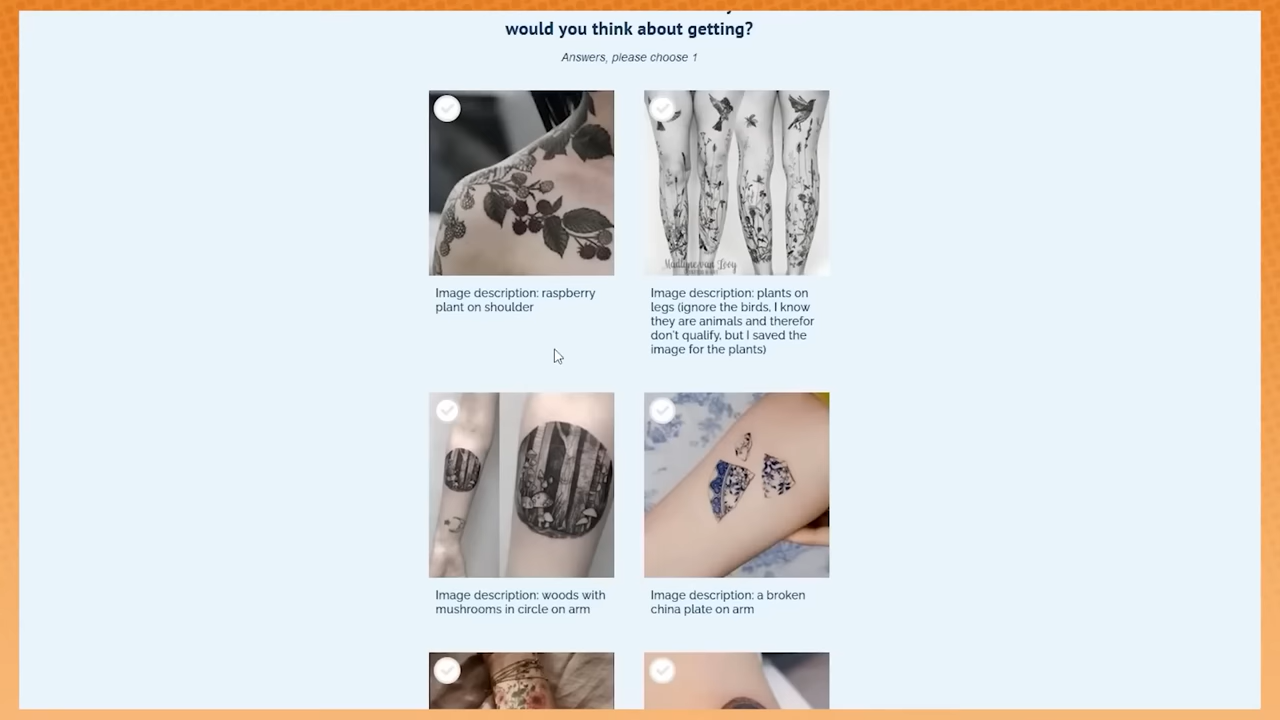 would you think about getting?
Answers, please choose 1
Image description: raspberry
plant on shoulder
Image description: plants on
legs (ignore the birds, I know
they are animals and therefor
don't qualify, but I saved the
image for the plants)
Image description: woods with
mushrooms in circle on arm
Image description: a broken
china plate on arm